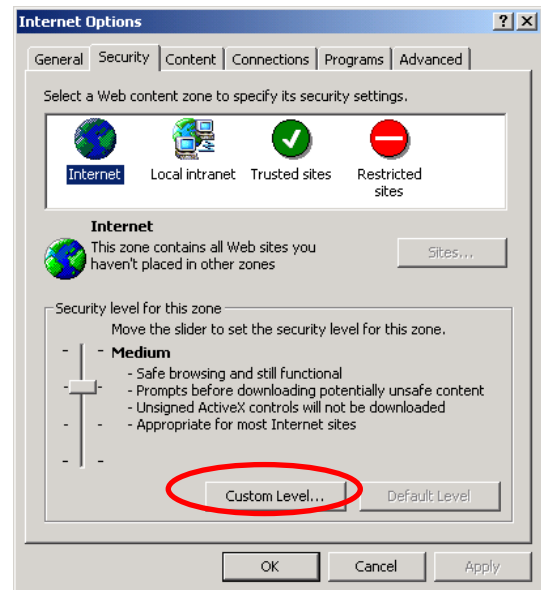 Internet Options
? X
General Security Content Connections Programs Advanced
Select a Web content zone to specify its security settings.
Internet Local intranet Trusted sites Restricted
sites
Internet
This zone contains all Web sites you
haven't placed in other zones
Sites...
Security level for this zone
Move the slider to set the security level for this zone.
Medium
- Safe browsing and still functional
- Prompts before downloading potentially unsafe content
- Unsigned ActiveX controls will not be downloaded
- Appropriate for most Internet sites
Custom Level... Default Level
OK Cancel Apply